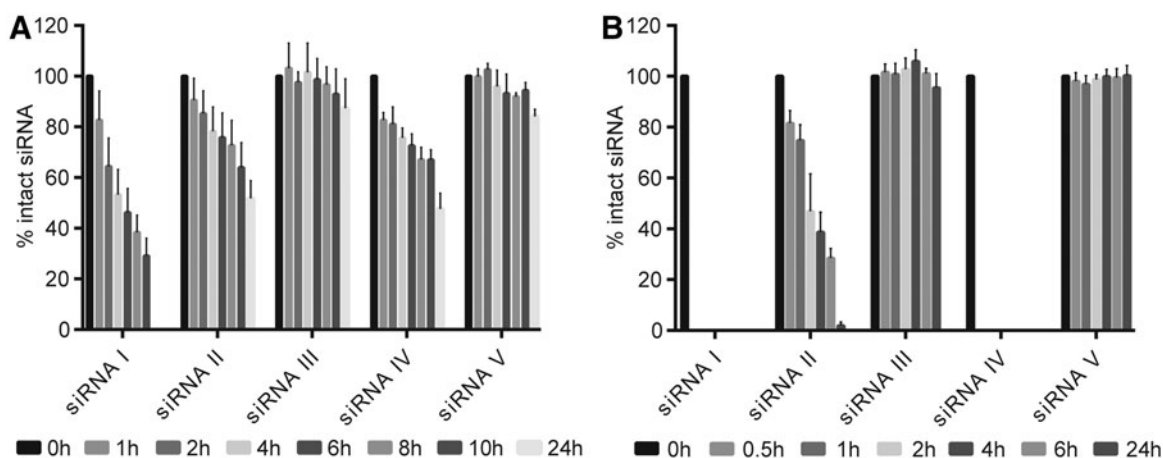 A
% intact siRNA
120
100
80
60
40
20
0
siRNA I
siRNA II
siRNA III
siRNA IV
siRNA V
0h 1h 2h 4h 6h 8h 10h 24h
B
% intact siRNA
120
100
80
60
40
20
0
siRNA I
siRNA II
siRNA III
siRNA IV
siRNA V
0h 0.5h 1h 2h 4h 6h 24h